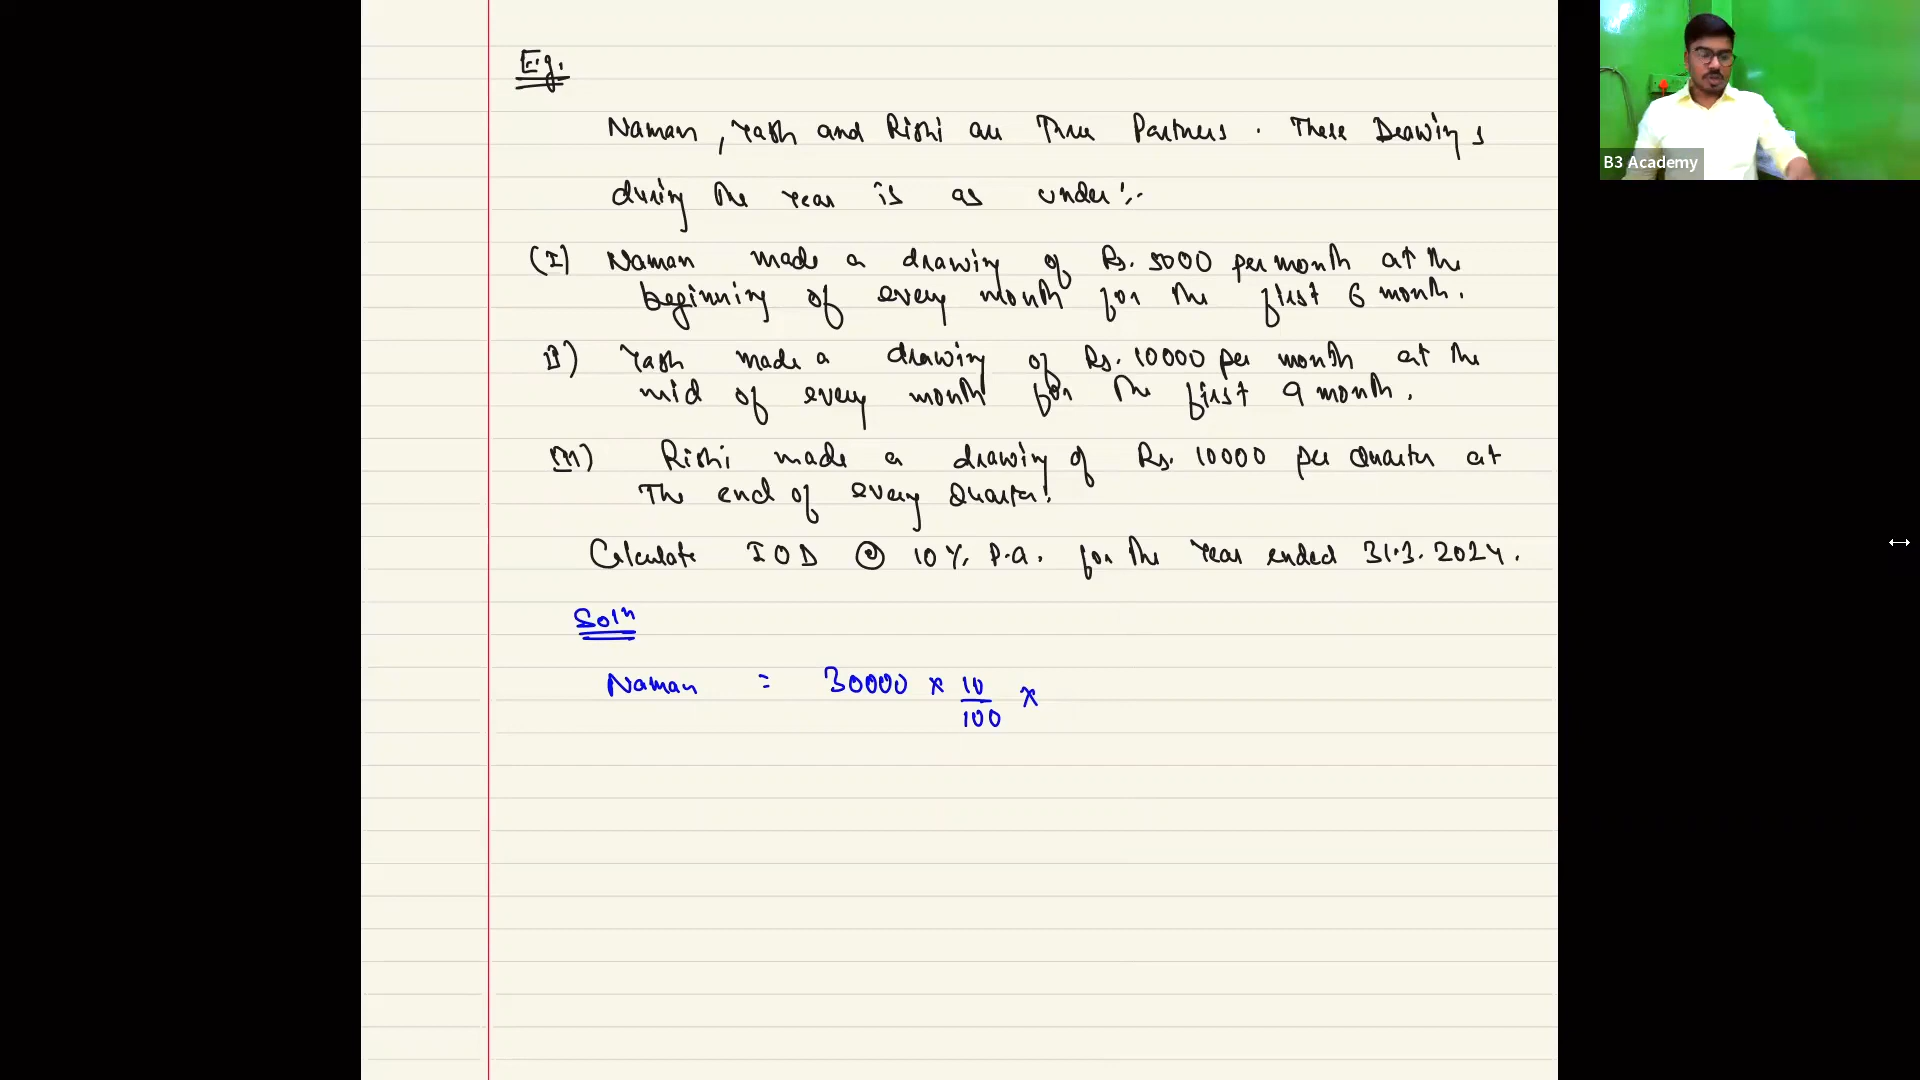 E.g.
Naman, Yash and Rishi are Three Partners. There Drawings
during the Year is as under:-
(I) Naman made a drawing of Rs. 5000 per month at the
beginning of every month for the first 6 month.
II) Yash made a drawing of Rs. 10000 per month at the
mid of every month for the first 9 month.
III) Rishi made a drawing of Rs. 10000 per Quarter at
The end of every Quarter.
Calculate IOD @ 10% P.a. for the Year ended 31.3.2024.
Soln
Naman = 30000 x 10/100 x
B3 Academy